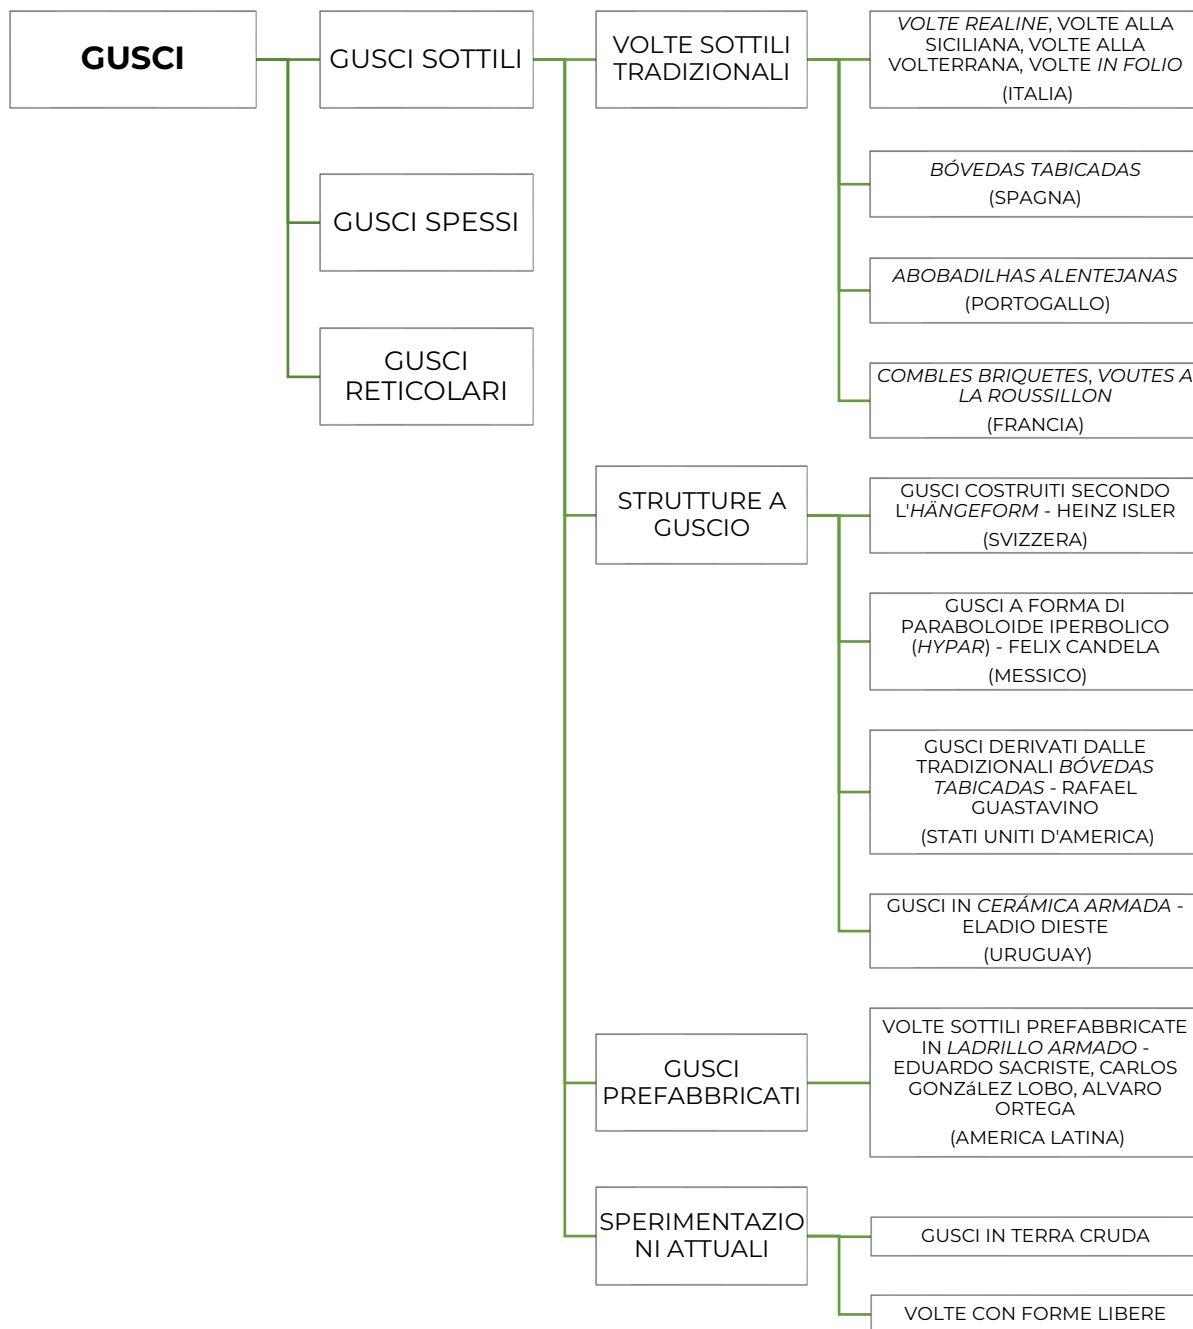 GUSCI
GUSCI SOTTILI
VOLTE SOTTILI
TRADIZIONALI
VOLTE REALINE, VOLTE ALLA
SICILIANA, VOLTE ALLA
VOLTERRANA, VOLTE IN FOLIO
(ITALIA)
BÓVEDAS TABICADAS
(SPAGNA)
ABOBADILHAS ALENTEJANAS
(PORTOGALLO)
COMBLES BRIQUETES, VOUTES A
LA ROUSSILLON
(FRANCIA)
STRUTTURE A
GUSCIO
GUSCI COSTRUITI SECONDO
L'HÄNGEFORM - HEINZ ISLER
(SVIZZERA)
GUSCI A FORMA DI
PARABOLOIDE IPERBOLICO
(HYPAR) - FELIX CANDELA
(MESSICO)
GUSCI DERIVATI DALLE
TRADIZIONALI BÓVEDAS
TABICADAS - RAFAEL
GUASTAVINO
(STATI UNITI D'AMERICA)
GUSCI IN CERÁMICA ARMADA -
ELADIO DIESTE
(URUGUAY)
GUSCI
PREFABBRICATI
VOLTE SOTTILI PREFABBRICATE
IN LADRILLO ARMADO -
EDUARDO SACRISTE, CARLOS
GONZáLEZ LOBO, ALVARO
ORTEGA
(AMERICA LATINA)
SPERIMENTAZIO
NI ATTUALI
GUSCI IN TERRA CRUDA
VOLTE CON FORME LIBERE
GUSCI SPESSI
GUSCI
RETICOLARI